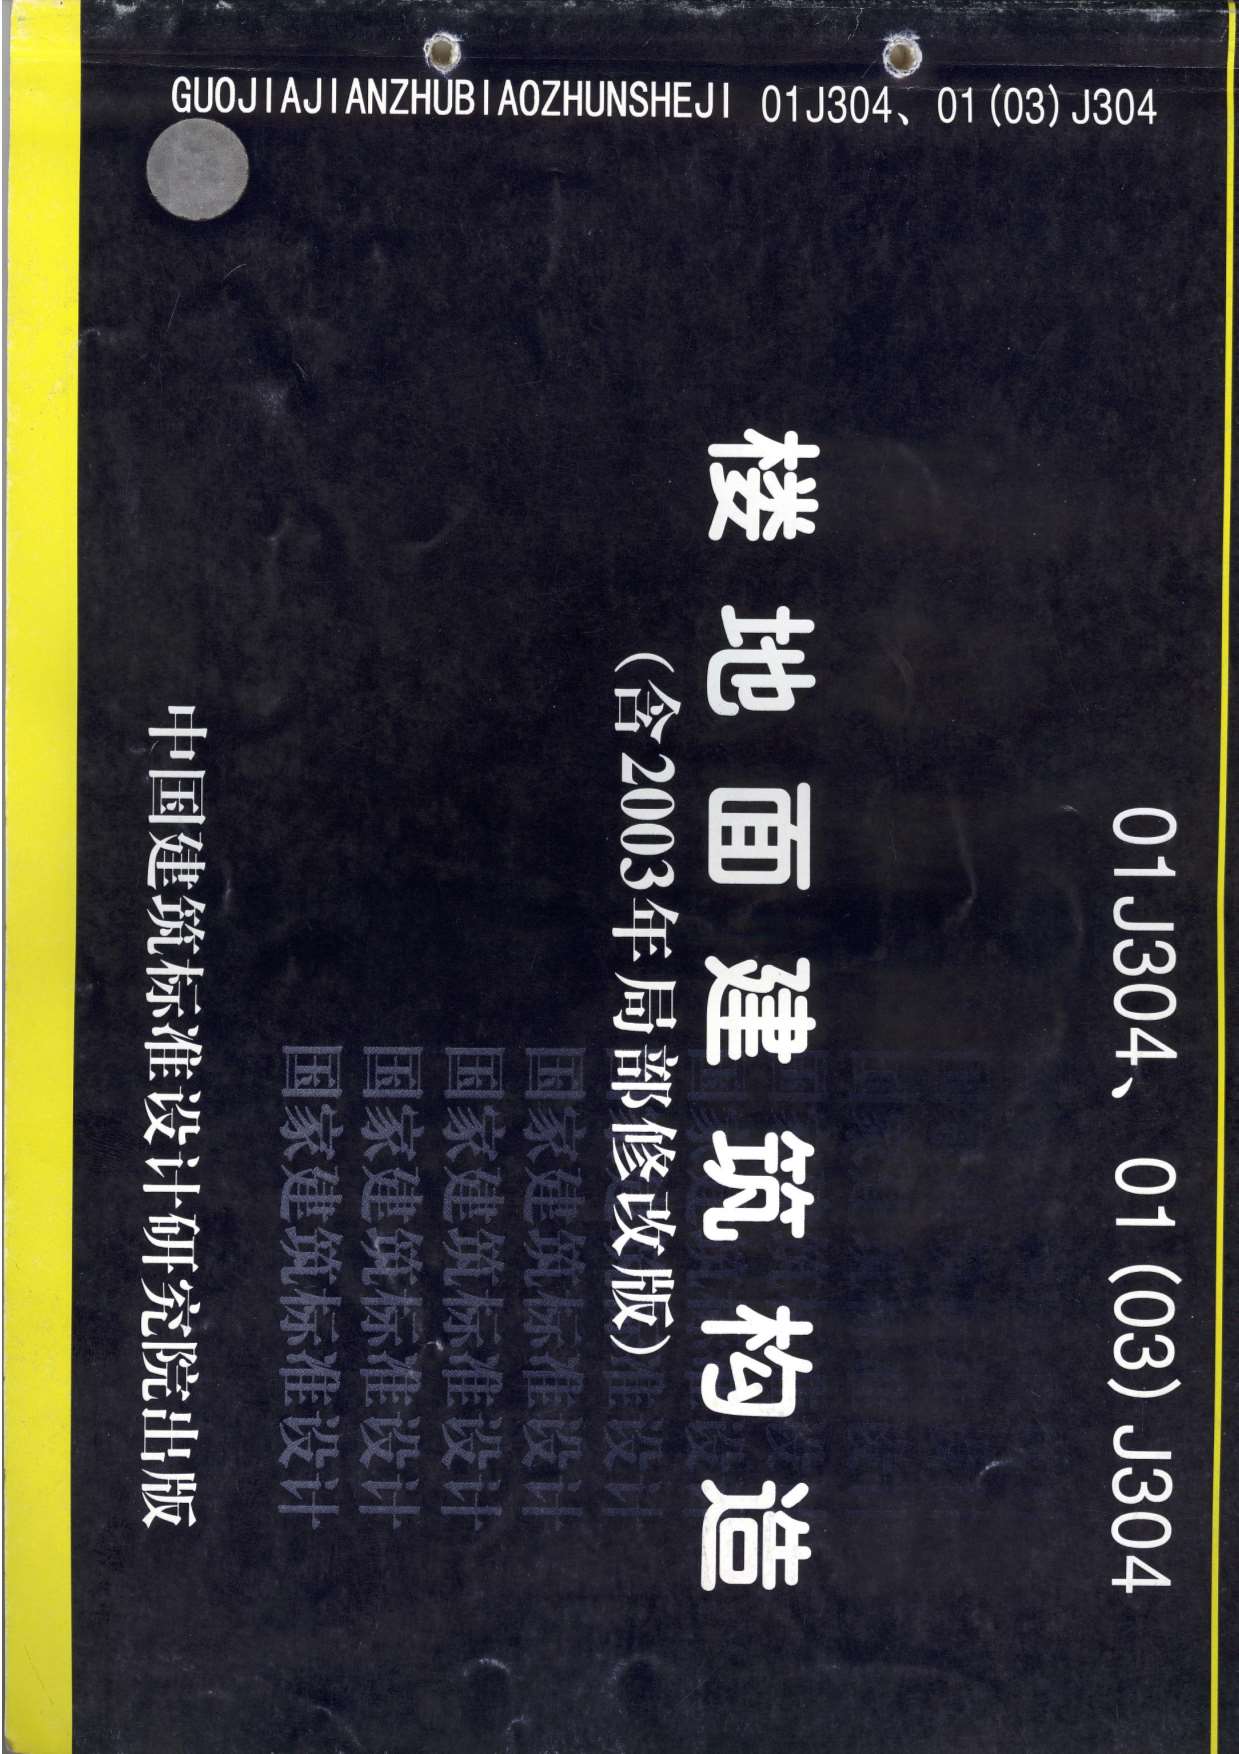 GUOJIAJIANZHUBIAOZHUNSHEJI 01J304、01(03)J304
01J304、01(03)J304
楼地面建筑构造
(含2003年局部修改版)
国家建筑标准设计
国家建筑标准设计
国家建筑标准设计
国家建筑标准设计
中国建筑标准设计研究院出版